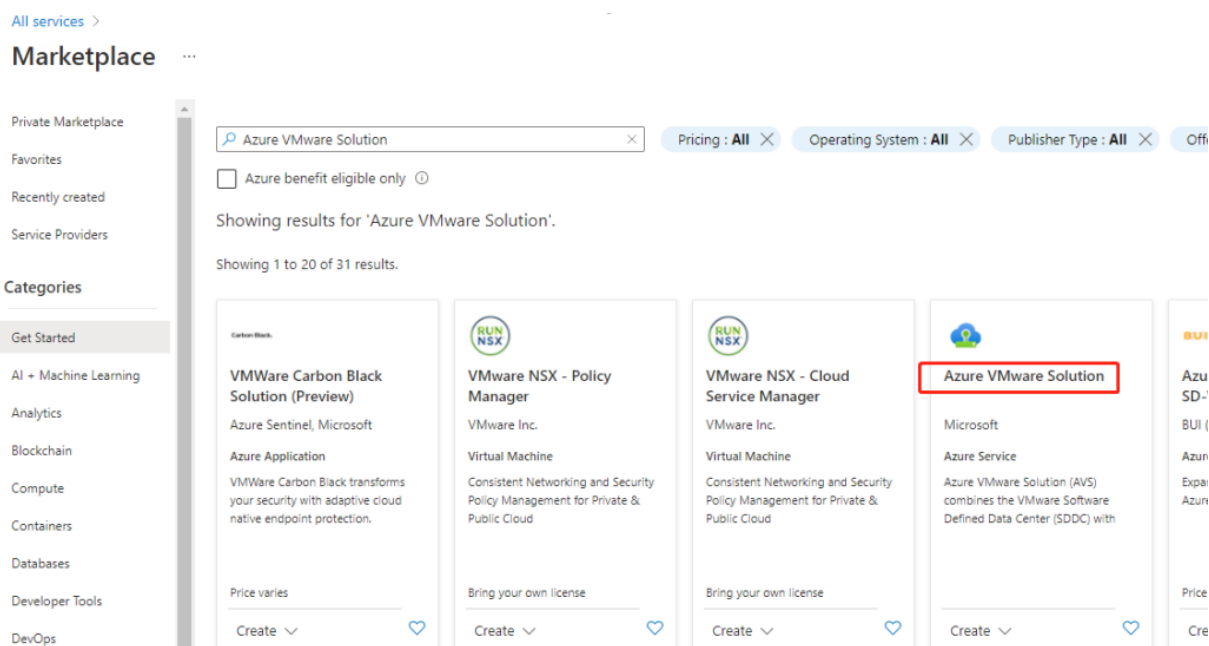 All services >
Marketplace ...
Private Marketplace
Favorites
Recently created
Service Providers
Categories
Get Started
AI + Machine Learning
Analytics
Blockchain
Compute
Containers
Databases
Developer Tools
DevOps
Azure VMware Solution
Pricing : All
Operating System : All
Publisher Type : All
Azure benefit eligible only
Showing results for 'Azure VMware Solution'.
Showing 1 to 20 of 31 results.
Carbon Black.
VMWare Carbon Black
Solution (Preview)
Azure Sentinel, Microsoft
Azure Application
VMWare Carbon Black transforms
your security with adaptive cloud
native endpoint protection.
Price varies
Create
RUN
NSX
VMware NSX - Policy
Manager
VMware Inc.
Virtual Machine
Consistent Networking and Security
Policy Management for Private &
Public Cloud
Bring your own license
Create
RUN
NSX
VMware NSX - Cloud
Service Manager
VMware Inc.
Virtual Machine
Consistent Networking and Security
Policy Management for Private &
Public Cloud
Bring your own license
Create
Azure VMware Solution
Microsoft
Azure Service
Azure VMware Solution (AVS)
combines the VMware Software
Defined Data Center (SDDC) with
Create
BUI
BUI (
Price